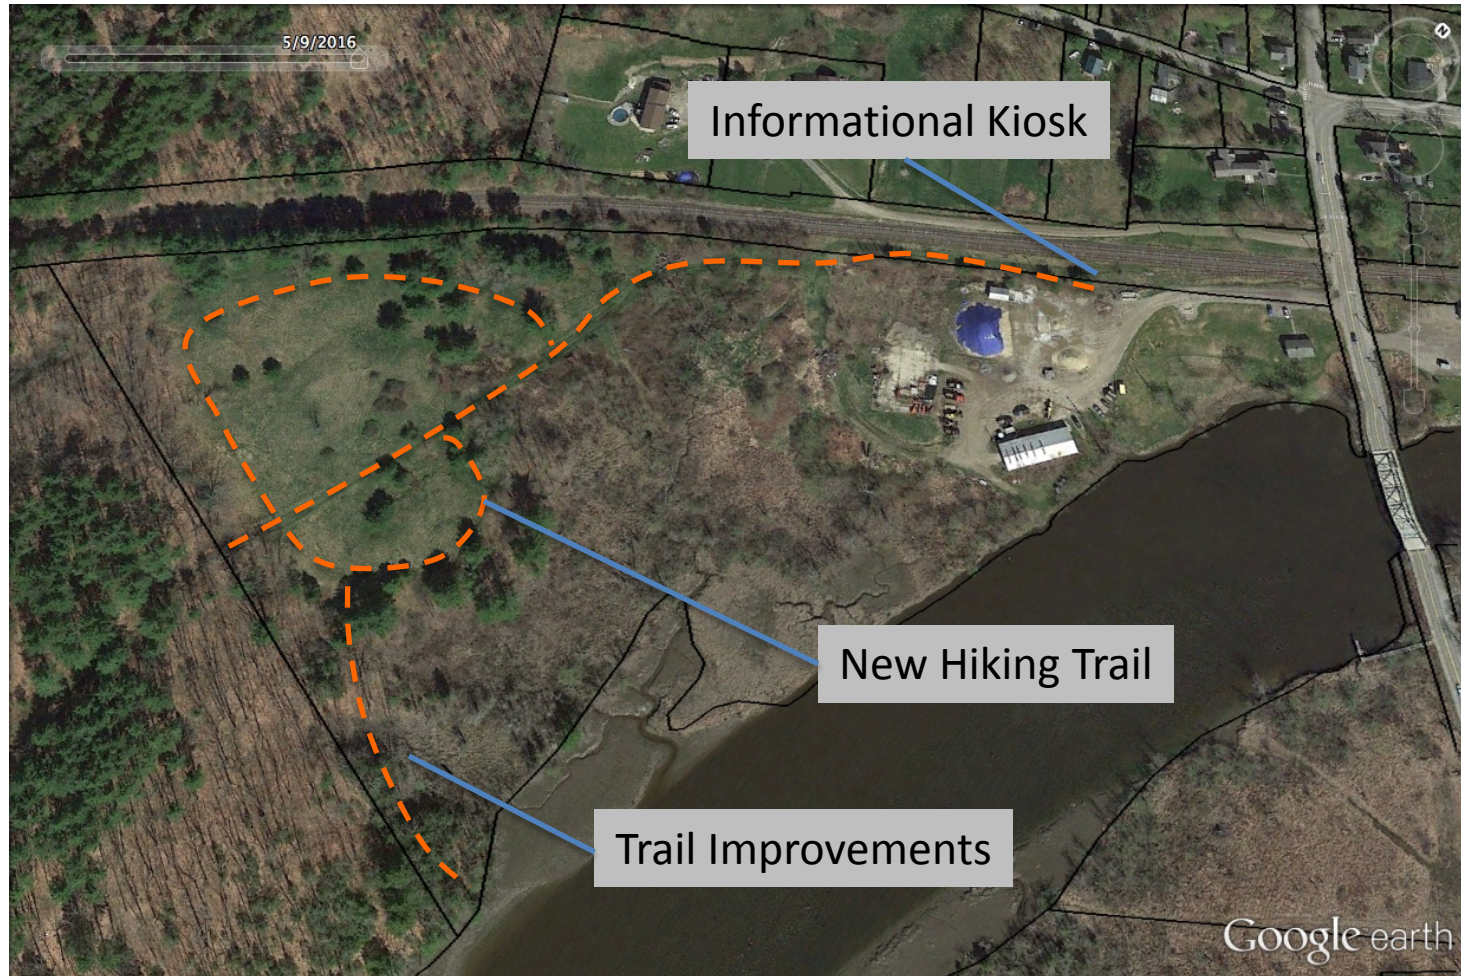 5/9/2016
Informational Kiosk
New Hiking Trail
Trail Improvements
Google earth